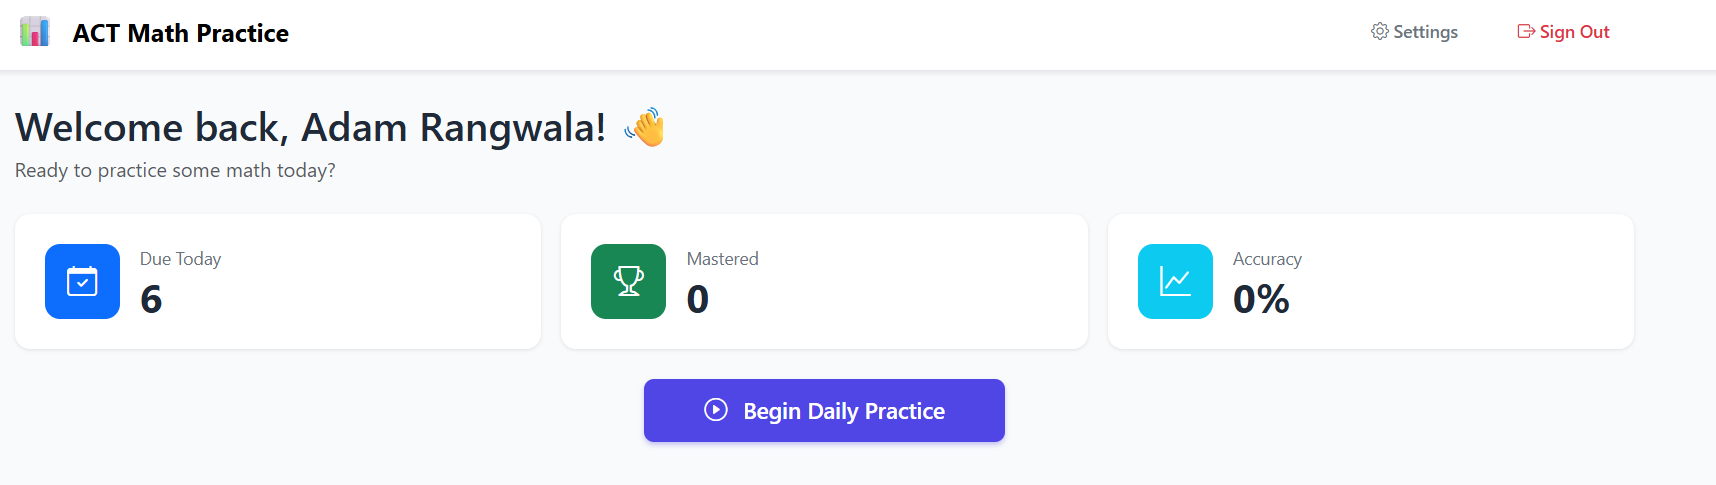 ACT Math Practice
Settings
Sign Out
Welcome back, Adam Rangwala! 👋
Ready to practice some math today?
Due Today
6
Mastered
0
Accuracy
0%
Begin Daily Practice